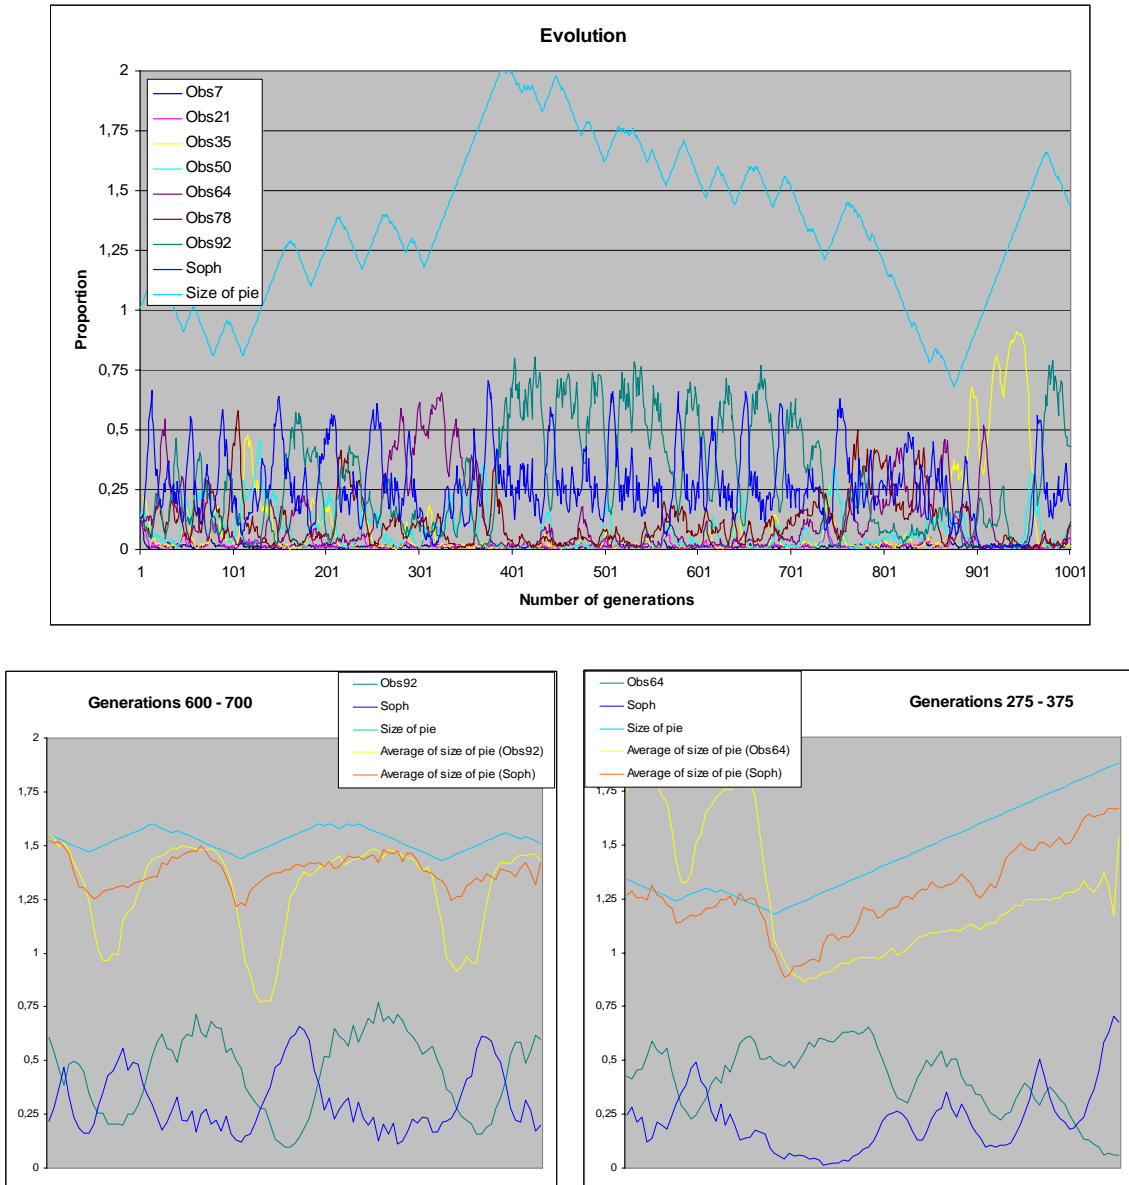 Evolution
2
1,75
1,5
1,25
1
0,75
0,5
0,25
0
Proportion
Obs7
Obs21
Obs35
Obs50
Obs64
Obs78
Obs92
Soph
Size of pie
1
101
201
301
401
501
601
701
801
901
1001
Number of generations
Generations 600 - 700
Obs92
Soph
Size of pie
Average of size of pie (Obs92)
Average of size of pie (Soph)
2
1,75
1,5
1,25
1
0,75
0,5
0,25
0
Obs64
Soph
Size of pie
Average of size of pie (Obs64)
Average of size of pie (Soph)
Generations 275 - 375
1,75
1,5
1,25
1
0,75
0,5
0,25
0